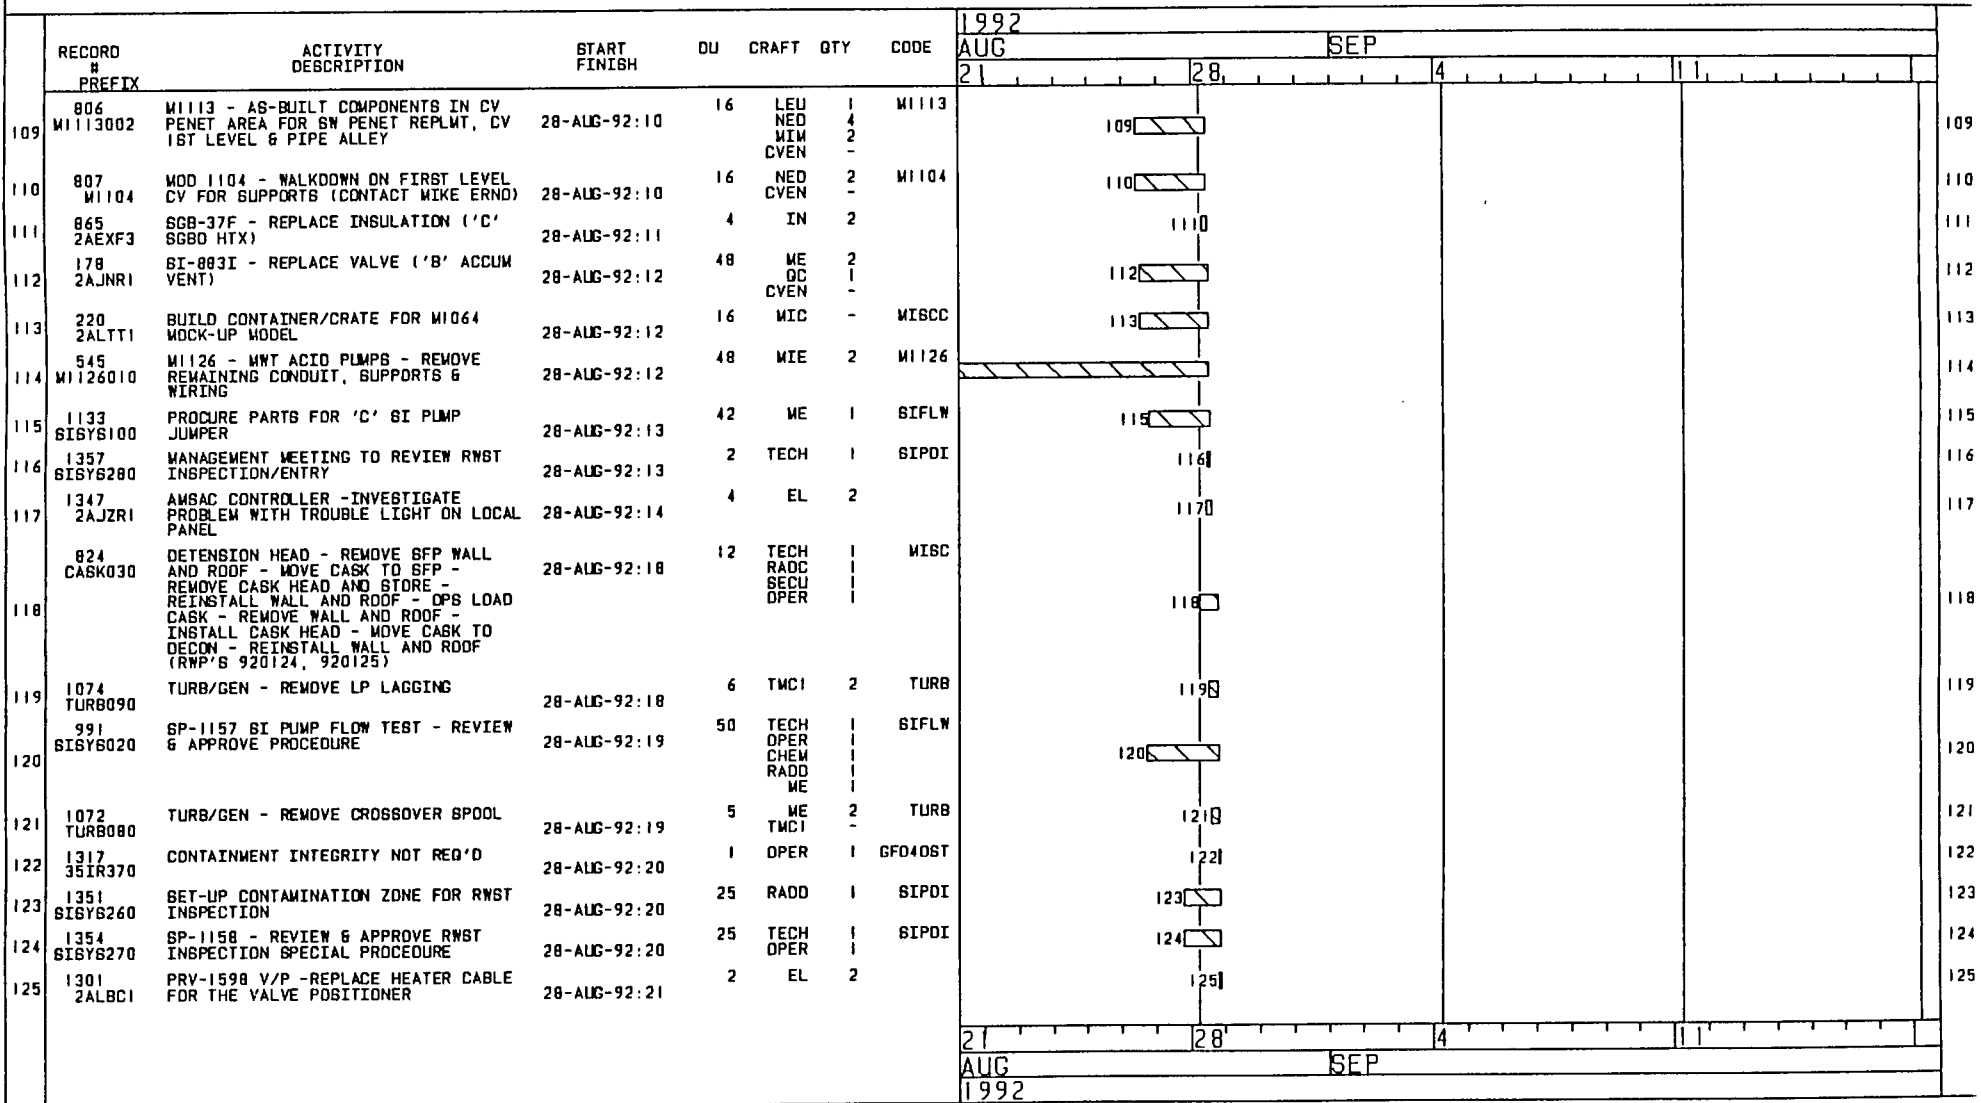 1992
AUG SEP
21 28 4 11
RECORD # PREFIX ACTIVITY DESCRIPTION START FINISH DU CRAFT QTY CODE
109 806 M1113 - AS-BUILT COMPONENTS IN CV 16 LEU 1 M1113 109 109
M1113002 PENET AREA FOR SW PENET REPLMT, CV 28-AUG-92:10 NED 4
1ST LEVEL & PIPE ALLEY MIM 2
CVEN -
110 807 MOD 1104 - WALKDOWN ON FIRST LEVEL 16 NED 2 M1104 110 110
M1104 CV FOR SUPPORTS (CONTACT MIKE ERNO) 28-AUG-92:10 CVEN -
111 865 SGB-37F - REPLACE INSULATION ('C' 4 IN 2 111 111
2AEXF3 SGBD HTX) 28-AUG-92:11
112 178 SI-883I - REPLACE VALVE ('B' ACCUM 48 ME 2 112 112
2AJNR1 VENT) 28-AUG-92:12 QC 1
CVEN -
113 220 BUILD CONTAINER/CRATE FOR M1064 16 MIC - MISCC 113 113
2ALTT1 MOCK-UP MODEL 28-AUG-92:12
114 545 M1126 - MWT ACID PUMPS - REMOVE 48 MIE 2 M1126 114
M1126010 REMAINING CONDUIT, SUPPORTS & 28-AUG-92:12
WIRING
115 1133 PROCURE PARTS FOR 'C' SI PUMP 42 ME 1 SIFLW 115 115
SISYS100 JUMPER 28-AUG-92:13
116 1357 MANAGEMENT MEETING TO REVIEW RWST 2 TECH 1 SIPDI 116 116
SISYS280 INSPECTION/ENTRY 28-AUG-92:13
117 1347 AMSAC CONTROLLER -INVESTIGATE 4 EL 2 117 117
2AJZR1 PROBLEM WITH TROUBLE LIGHT ON LOCAL 28-AUG-92:14
PANEL
118 824 DETENSION HEAD - REMOVE SFP WALL 12 TECH 1 MISC 118 118
CASK030 AND ROOF - MOVE CASK TO SFP - 28-AUG-92:18 RADC 1
REMOVE CASK HEAD AND STORE - SECU 1
REINSTALL WALL AND ROOF - OPS LOAD OPER 1
CASK - REMOVE WALL AND ROOF -
INSTALL CASK HEAD - MOVE CASK TO
DECON - REINSTALL WALL AND ROOF
(RWP'S 920124, 920125)
119 1074 TURB/GEN - REMOVE LP LAGGING 6 TMCI 2 TURB 119 119
TURB090 28-AUG-92:18
120 991 SP-1157 SI PUMP FLOW TEST - REVIEW 50 TECH 1 SIFLW 120 120
SISYS020 & APPROVE PROCEDURE 28-AUG-92:19 OPER 1
CHEM 1
RADD 1
ME 1
121 1072 TURB/GEN - REMOVE CROSSOVER SPOOL 5 ME 2 TURB 121 121
TURB080 28-AUG-92:19 TMCI -
122 1317 CONTAINMENT INTEGRITY NOT REQ'D 1 OPER 1 GFO4OST 122 122
35IR370 28-AUG-92:20
123 1351 SET-UP CONTAMINATION ZONE FOR RWST 25 RADD 1 SIPDI 123 123
SISYS260 INSPECTION 28-AUG-92:20
124 1354 SP-1158 - REVIEW & APPROVE RWST 25 TECH 1 SIPDI 124 124
SISYS270 INSPECTION SPECIAL PROCEDURE 28-AUG-92:20 OPER 1
125 1301 PRV-1598 V/P -REPLACE HEATER CABLE 2 EL 2 125 125
2ALBC1 FOR THE VALVE POSITIONER 28-AUG-92:21
21 28 4 11
AUG SEP
1992